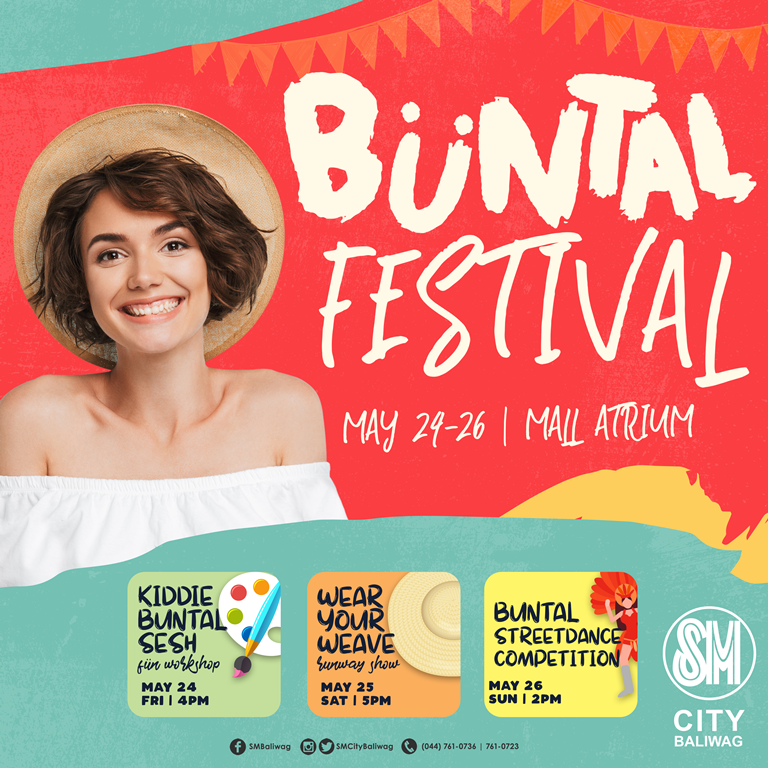 BUNTAL
FESTIVAL
MAY 24-26 | MALL ATRIUM
KIDDIE
BUNTAL
SESH
fun workshop
MAY 24
FRI | 4PM
WEAR
YOUR
WEAVE
runway show
MAY 25
SAT | 5PM
BUNTAL
STREETDANCE
COMPETITION
MAY 26
SUN | 2PM
SM
CITY
BALIWAG
SMBaliwag SMCityBaliwag (044) 761-0736 | 761-0723